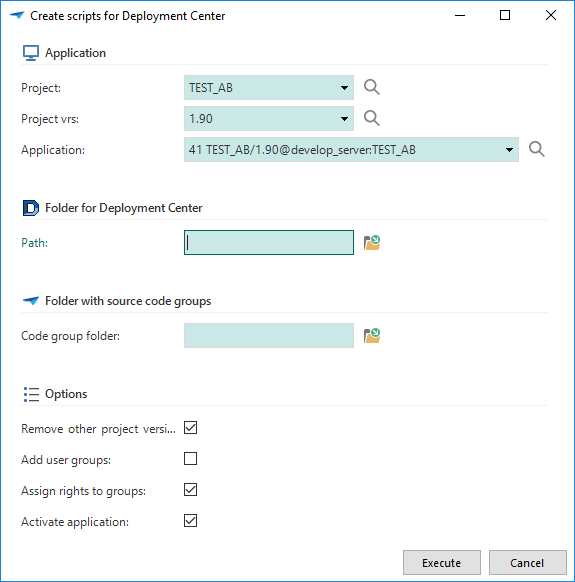 Create scripts for Deployment Center
Application
Project: TEST_AB
Project vrs: 1.90
Application: 41 TEST_AB/1.90@develop_server:TEST_AB
Folder for Deployment Center
Path:
Folder with source code groups
Code group folder:
Options
Remove other project versi...
Add user groups:
Assign rights to groups:
Activate application:
Execute Cancel